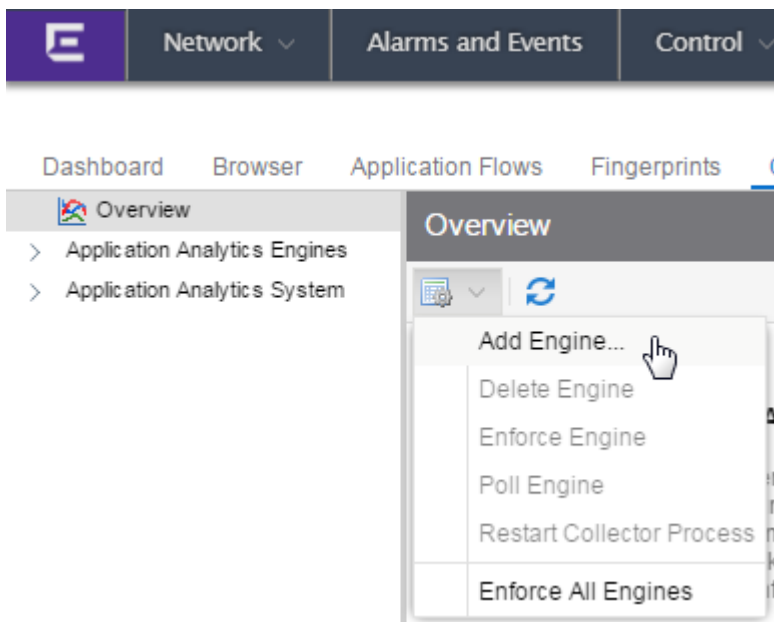 Network Alarms and Events Control
Dashboard Browser Application Flows Fingerprints
Overview
Application Analytics Engines
Application Analytics System
Overview
Add Engine...
Delete Engine
Enforce Engine
Poll Engine
Restart Collector Process
Enforce All Engines